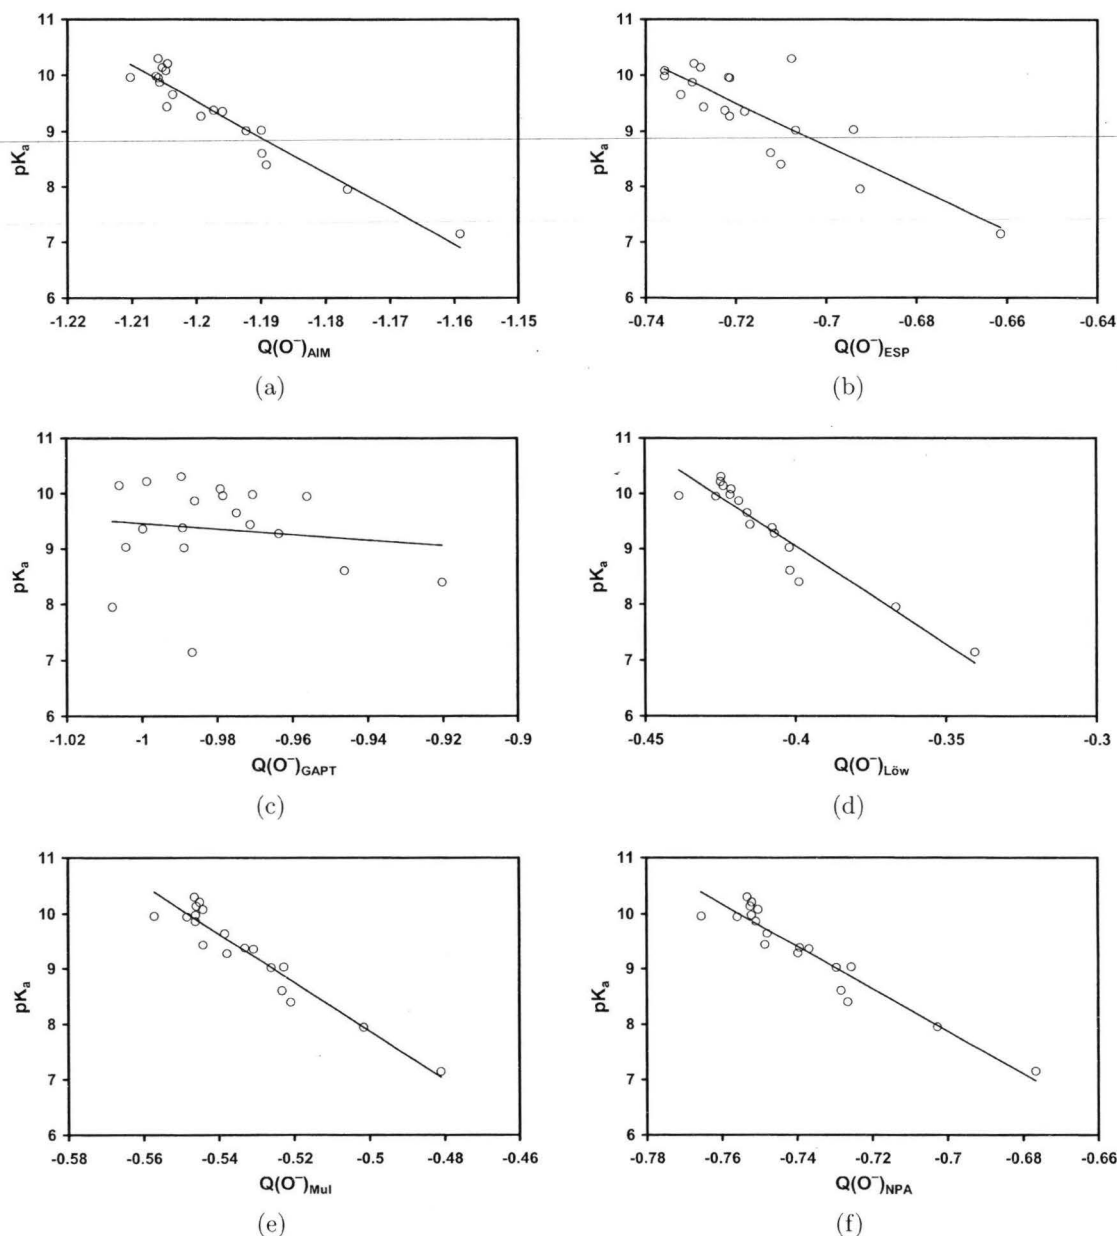 11
10
9
8
7
6
pKₐ
-1.22 -1.21 -1.2 -1.19 -1.18 -1.17 -1.16 -1.15
Q(O⁻)AIM
(a)
11
10
9
8
7
6
pKₐ
-0.74 -0.72 -0.7 -0.68 -0.66 -0.64
Q(O⁻)ESP
(b)
11
10
9
8
7
6
pKₐ
-1.02 -1 -0.98 -0.96 -0.94 -0.92 -0.9
Q(O⁻)GAPT
(c)
11
10
9
8
7
6
pKₐ
-0.45 -0.4 -0.35 -0.3
Q(O⁻)Löw
(d)
11
10
9
8
7
6
pKₐ
-0.58 -0.56 -0.54 -0.52 -0.5 -0.48 -0.46
Q(O⁻)Mul
(e)
11
10
9
8
7
6
pKₐ
-0.78 -0.76 -0.74 -0.72 -0.7 -0.68 -0.66
Q(O⁻)NPA
(f)